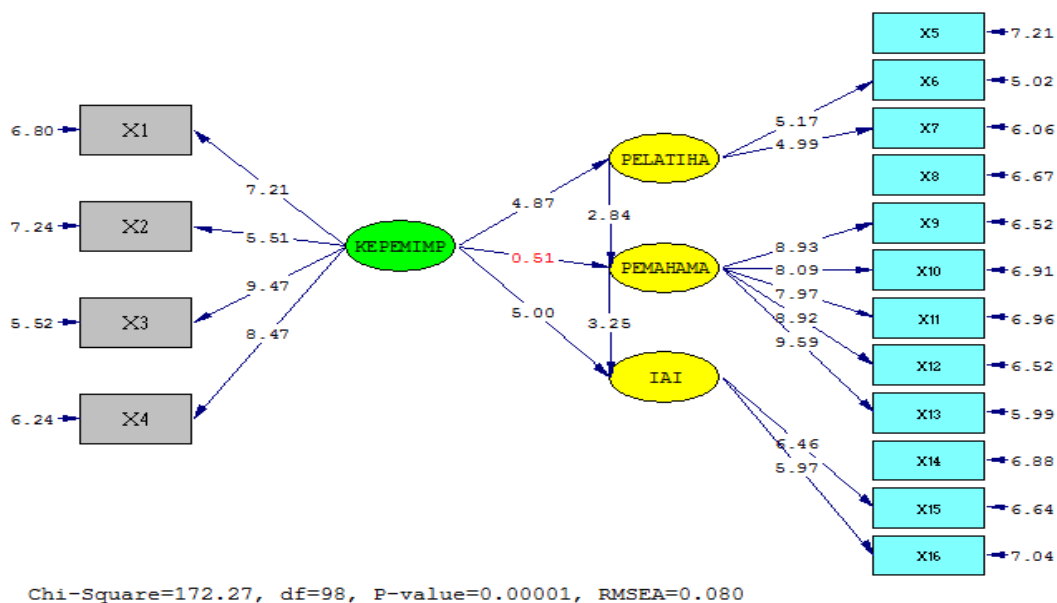 X5
7.21
X6
5.02
6.80
X1
5.17
X7
6.06
4.99
PELATIHA
X8
6.67
7.21
4.87
7.24
X2
5.51
2.84
X9
6.52
KEPEMIMP
0.51
PEMAHAMA
8.93
8.09
X10
6.91
9.47
7.97
X11
6.96
5.52
X3
5.00
3.25
8.92
8.47
9.59
X12
6.52
IAI
6.24
X4
X13
5.99
6.46
5.97
X14
6.88
X15
6.64
X16
7.04
Chi-Square=172.27, df=98, P-value=0.00001, RMSEA=0.080